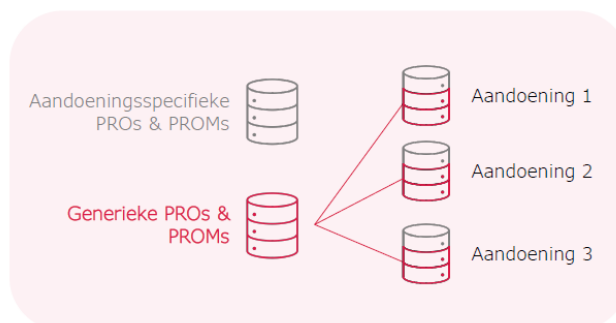 Aandoeningsspecifieke
PROs & PROMs
Generieke PROs &
PROMs
Aandoening 1
Aandoening 2
Aandoening 3